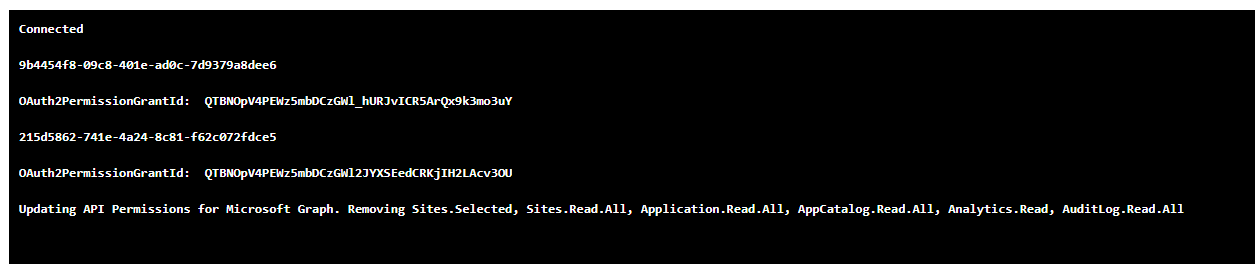 Connected
9b4454f8-09c8-401e-ad0c-7d9379a8dee6
OAuth2PermissionGrantId:  QTBNOpV4PEWz5mbDCzGWl_hURJvICR5ArQx9k3mo3uY
215d5862-741e-4a24-8c81-f62c072fdce5
OAuth2PermissionGrantId:  QTBNOpV4PEWz5mbDCzGWl2JYXSEedCRKjIH2LAcv3OU
Updating API Permissions for Microsoft Graph. Removing Sites.Selected, Sites.Read.All, Application.Read.All, AppCatalog.Read.All, Analytics.Read, AuditLog.Read.All